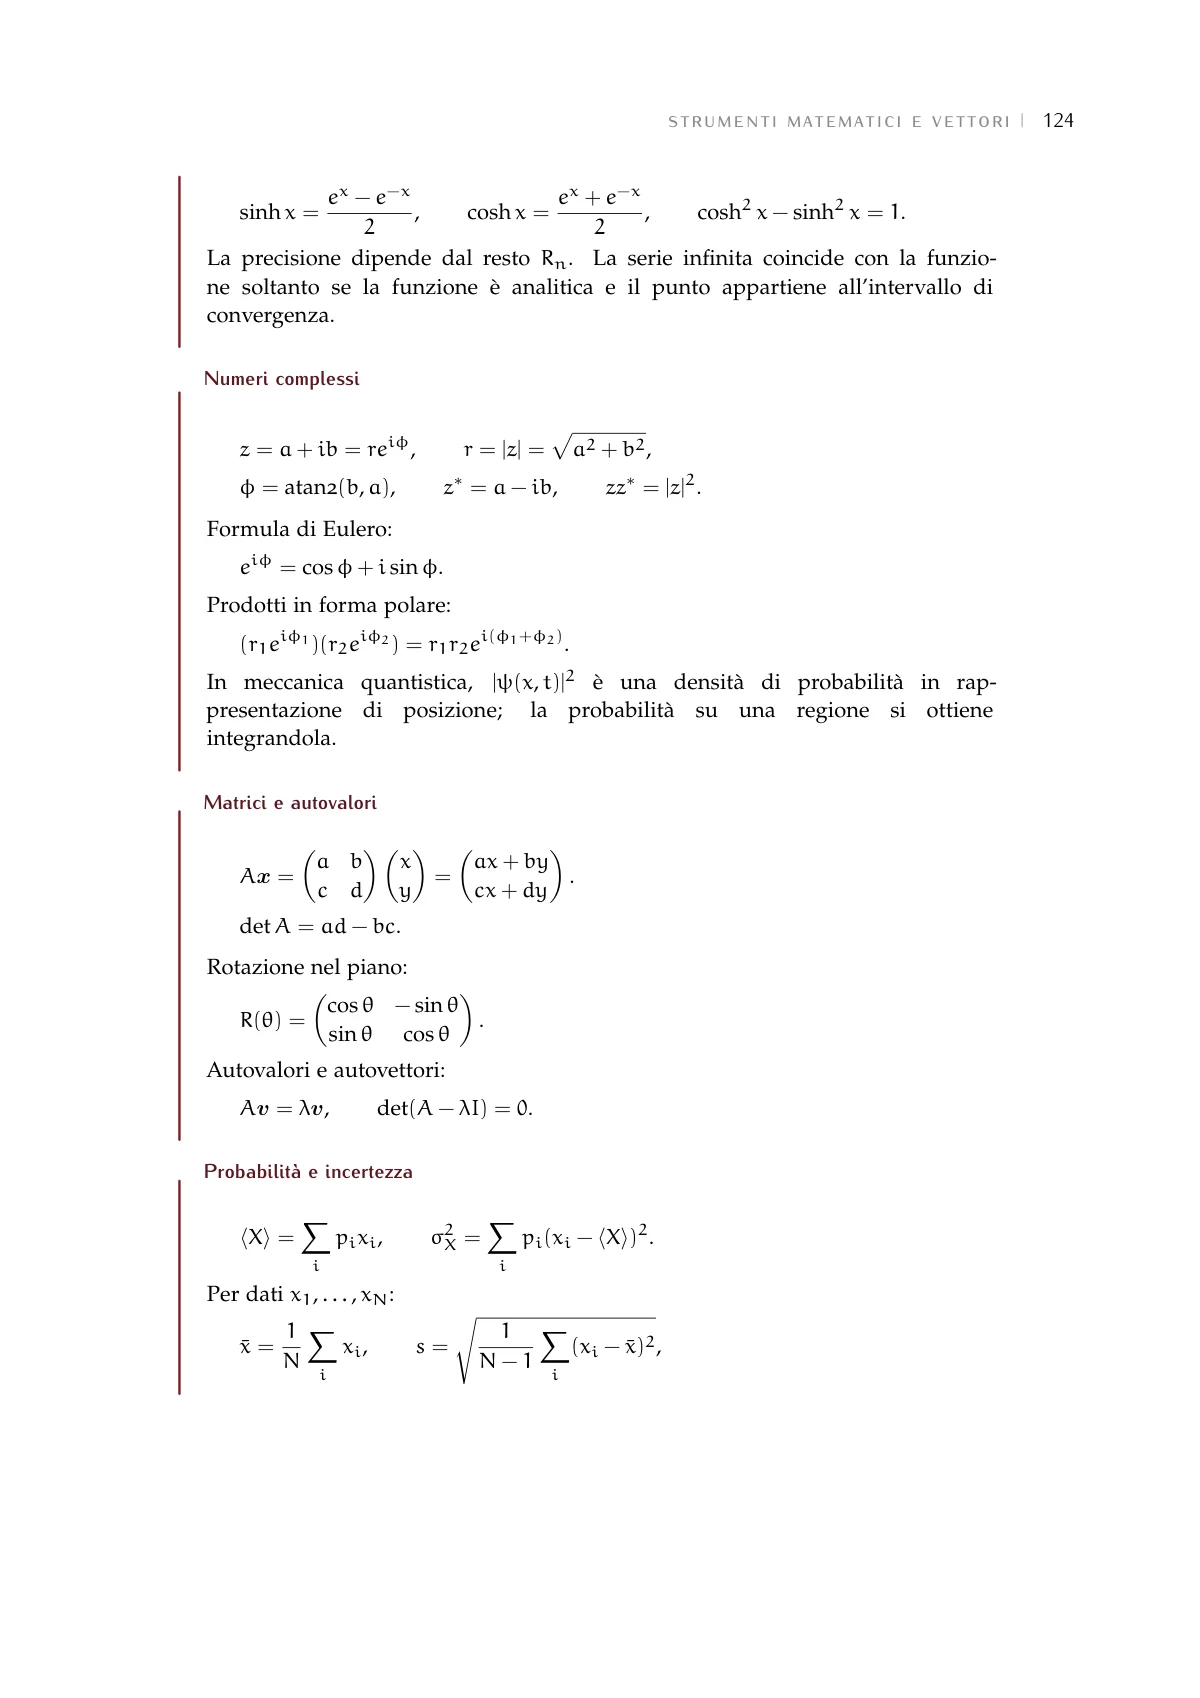 STRUMENTI MATEMATICI E VETTORI | 124
sinh x = (eˣ − e⁻ˣ)/2, cosh x = (eˣ + e⁻ˣ)/2, cosh² x − sinh² x = 1.
La precisione dipende dal resto Rₙ. La serie infinita coincide con la funzio-
ne soltanto se la funzione è analitica e il punto appartiene all'intervallo di
convergenza.
Numeri complessi
z = a + ib = re^{iϕ}, r = |z| = √(a² + b²),
ϕ = atan2(b, a), z* = a − ib, zz* = |z|².
Formula di Eulero:
e^{iϕ} = cos ϕ + i sin ϕ.
Prodotti in forma polare:
(r₁e^{iϕ₁})(r₂e^{iϕ₂}) = r₁r₂e^{i(ϕ₁+ϕ₂)}.
In meccanica quantistica, |ψ(x, t)|² è una densità di probabilità in rap-
presentazione di posizione; la probabilità su una regione si ottiene
integrandola.
Matrici e autovalori
Ax = (a b; c d)(x; y) = (ax + by; cx + dy).
det A = ad − bc.
Rotazione nel piano:
R(θ) = (cos θ − sin θ; sin θ cos θ).
Autovalori e autovettori:
Av = λv, det(A − λI) = 0.
Probabilità e incertezza
⟨X⟩ = ∑ᵢ pᵢxᵢ, σ²_X = ∑ᵢ pᵢ(xᵢ − ⟨X⟩)².
Per dati x₁, . . . , x_N:
x̄ = 1/N ∑ᵢ xᵢ, s = √(1/(N − 1) ∑ᵢ (xᵢ − x̄)²),